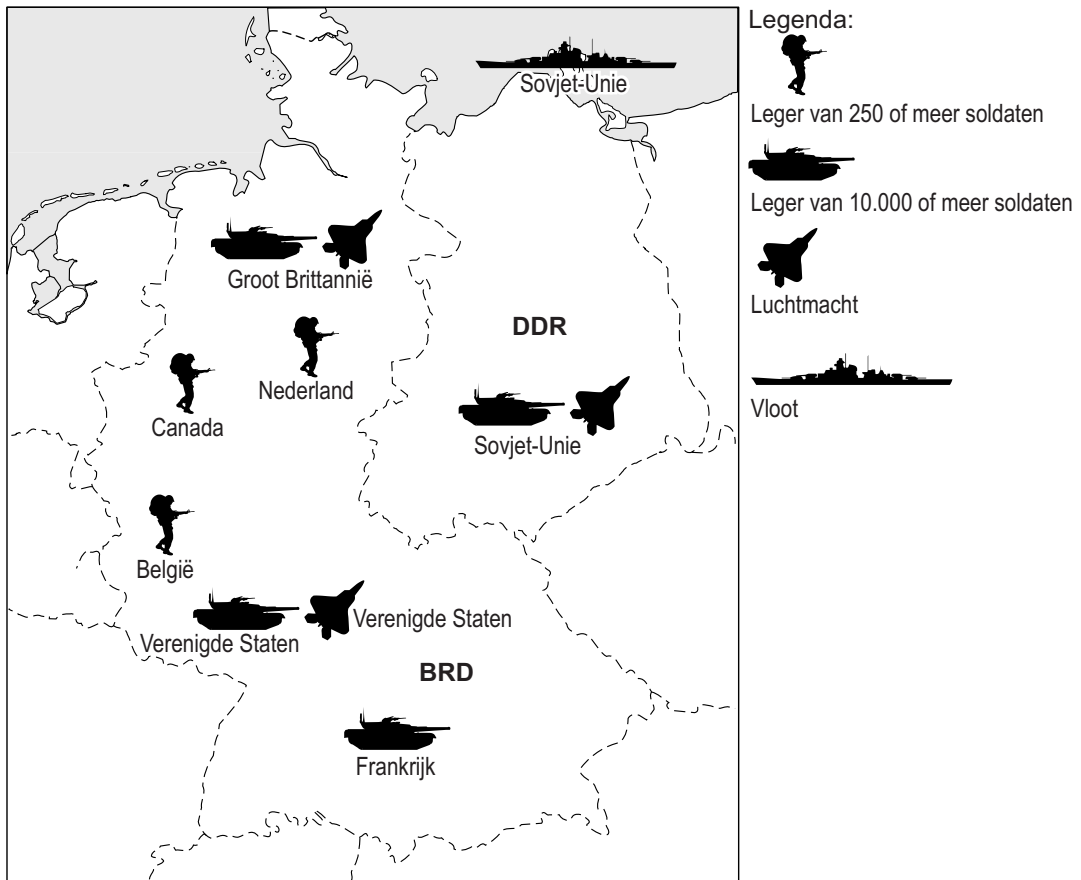 Sovjet-Unie
Groot Brittannië
DDR
Nederland
Canada
Sovjet-Unie
België
Verenigde Staten
Verenigde Staten
BRD
Frankrijk
Legenda:
Leger van 250 of meer soldaten
Leger van 10.000 of meer soldaten
Luchtmacht
Vloot